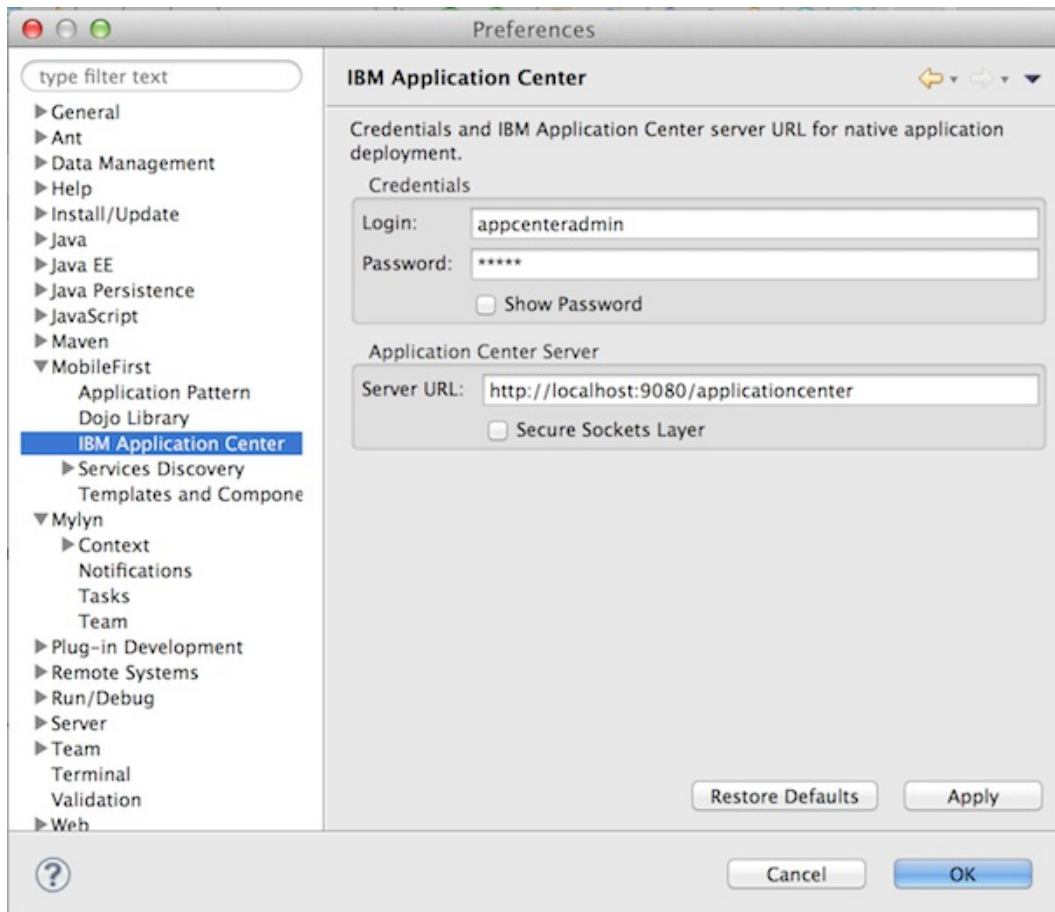 Preferences
type filter text
General
Ant
Data Management
Help
Install/Update
Java
Java EE
Java Persistence
JavaScript
Maven
MobileFirst
Application Pattern
Dojo Library
IBM Application Center
Services Discovery
Templates and Compone
Mylyn
Context
Notifications
Tasks
Team
Plug-in Development
Remote Systems
Run/Debug
Server
Team
Terminal
Validation
Web
IBM Application Center
Credentials and IBM Application Center server URL for native application
deployment.
Credentials
Login: appcenteradmin
Password: *****
Show Password
Application Center Server
Server URL: http://localhost:9080/applicationcenter
Secure Sockets Layer
Restore Defaults Apply
? Cancel OK